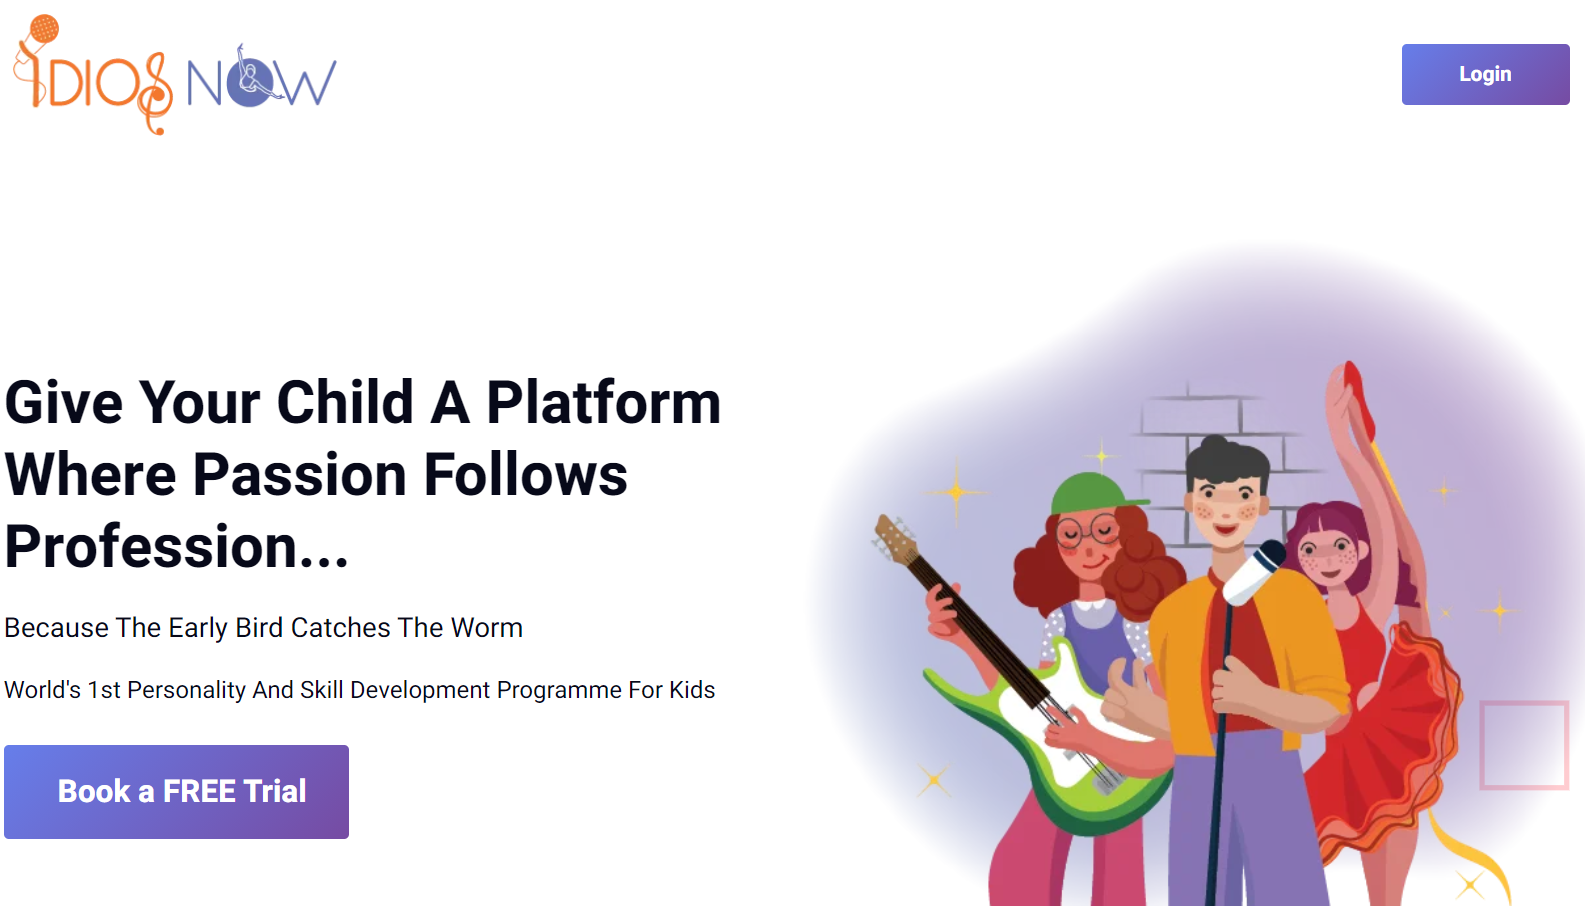 IDIOS NOW
Login
Give Your Child A Platform
Where Passion Follows
Profession...
Because The Early Bird Catches The Worm
World's 1st Personality And Skill Development Programme For Kids
Book a FREE Trial